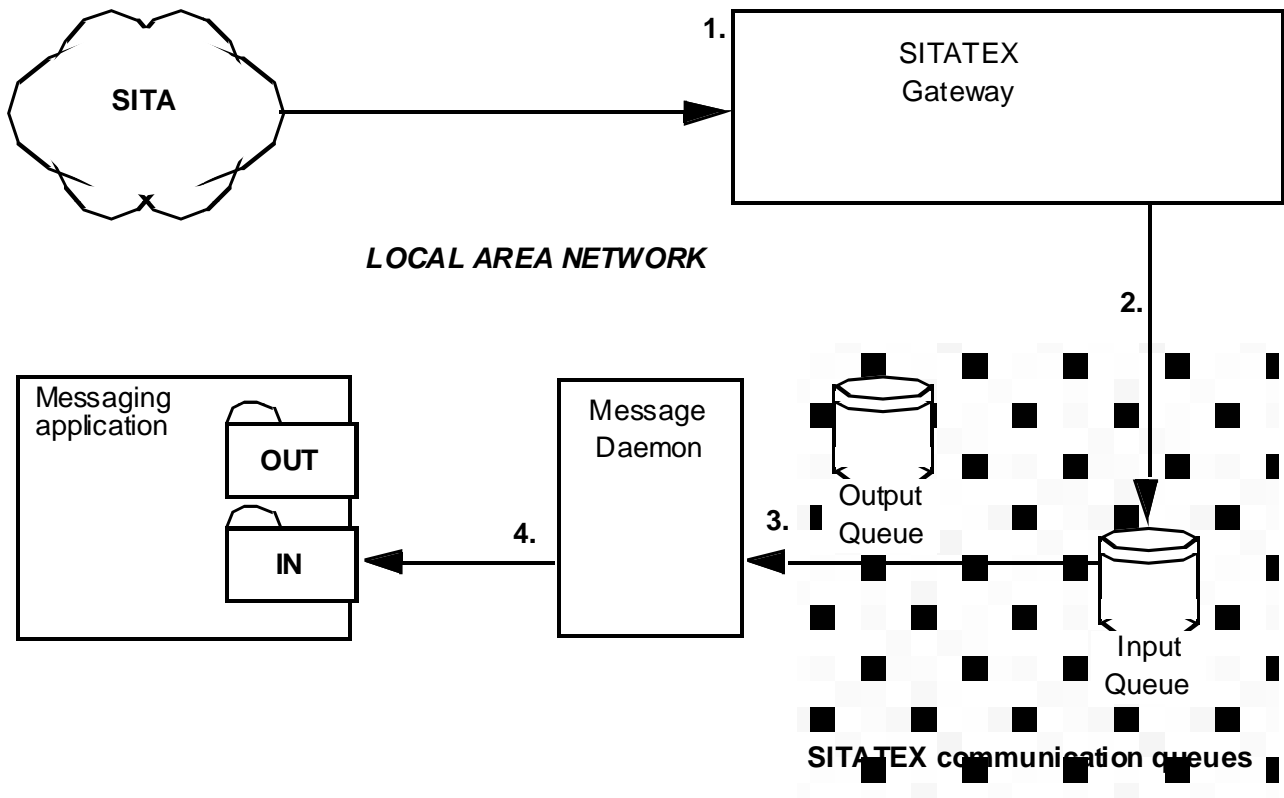 1.
SITATEX
Gateway
SITA
LOCAL AREA NETWORK
2.
Messaging
application
OUT
IN
4.
Message
Daemon
3.
Output
Queue
Input
Queue
SITATEX communication queues